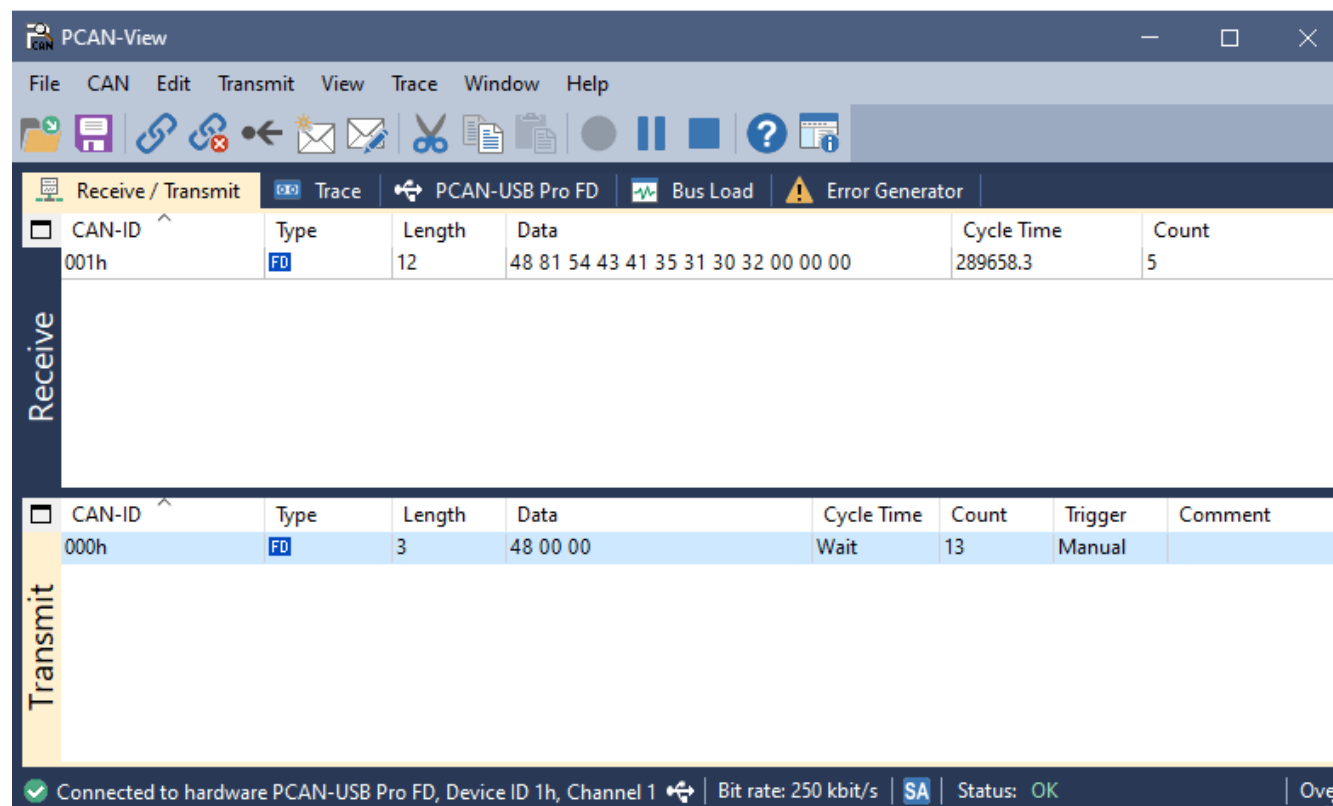 PCAN-View
File CAN Edit Transmit View Trace Window Help
Receive / Transmit Trace PCAN-USB Pro FD Bus Load Error Generator
CAN-ID Type Length Data Cycle Time Count
001h FD 12 48 81 54 43 41 35 31 30 32 00 00 00 289658.3 5
Receive
CAN-ID Type Length Data Cycle Time Count Trigger Comment
000h FD 3 48 00 00 Wait 13 Manual
Transmit
Connected to hardware PCAN-USB Pro FD, Device ID 1h, Channel 1 Bit rate: 250 kbit/s SA Status: OK Ove